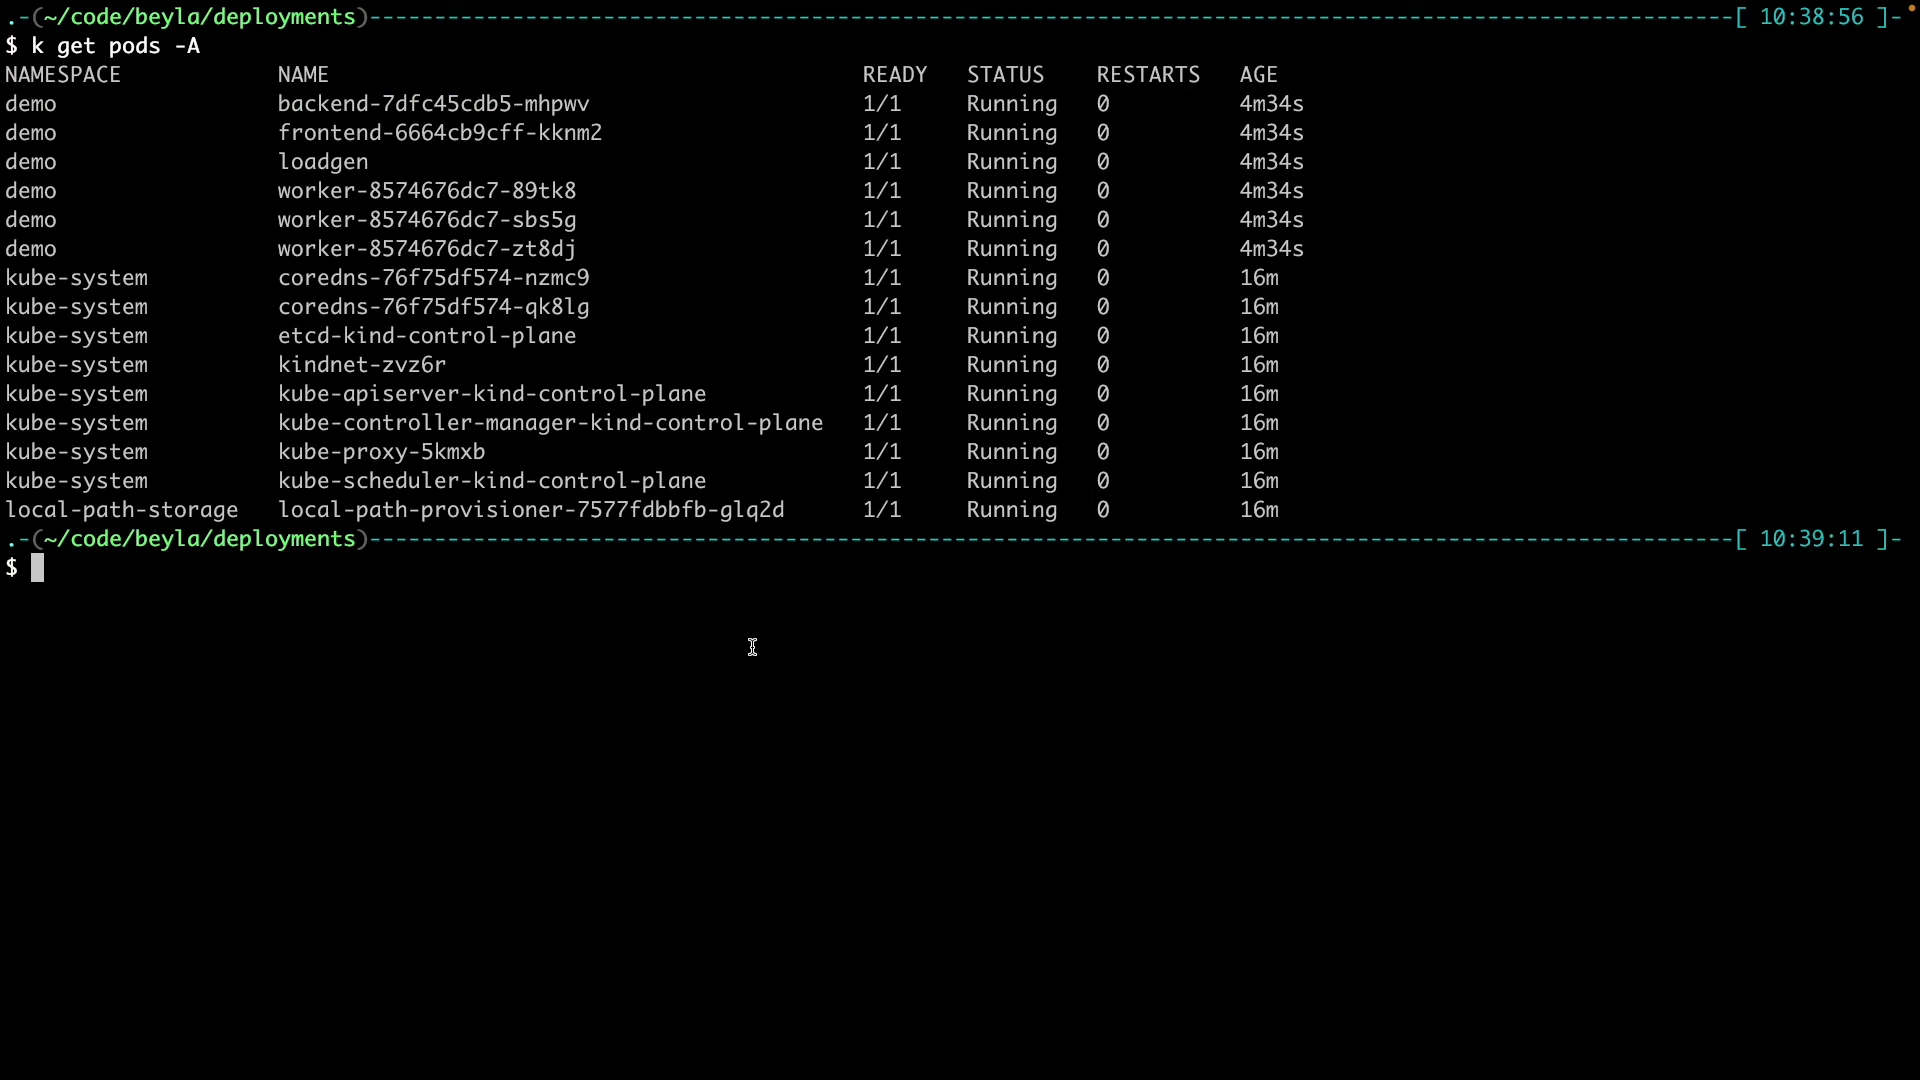 .-(~/code/beyla/deployments)---------------------------------------------------------------------------------------------------------[ 10:38:56 ]-
$ k get pods -A
NAMESPACE            NAME                                         READY   STATUS    RESTARTS   AGE
demo                 backend-7dfc45cdb5-mhpwv                     1/1     Running   0          4m34s
demo                 frontend-6664cb9cff-kknm2                    1/1     Running   0          4m34s
demo                 loadgen                                      1/1     Running   0          4m34s
demo                 worker-8574676dc7-89tk8                      1/1     Running   0          4m34s
demo                 worker-8574676dc7-sbs5g                      1/1     Running   0          4m34s
demo                 worker-8574676dc7-zt8dj                      1/1     Running   0          4m34s
kube-system          coredns-76f75df574-nzmc9                     1/1     Running   0          16m
kube-system          coredns-76f75df574-qk8lg                     1/1     Running   0          16m
kube-system          etcd-kind-control-plane                      1/1     Running   0          16m
kube-system          kindnet-zvz6r                                1/1     Running   0          16m
kube-system          kube-apiserver-kind-control-plane            1/1     Running   0          16m
kube-system          kube-controller-manager-kind-control-plane   1/1     Running   0          16m
kube-system          kube-proxy-5kmxb                             1/1     Running   0          16m
kube-system          kube-scheduler-kind-control-plane            1/1     Running   0          16m
local-path-storage   local-path-provisioner-7577fdbbfb-glq2d      1/1     Running   0          16m
.-(~/code/beyla/deployments)---------------------------------------------------------------------------------------------------------[ 10:39:11 ]-
$